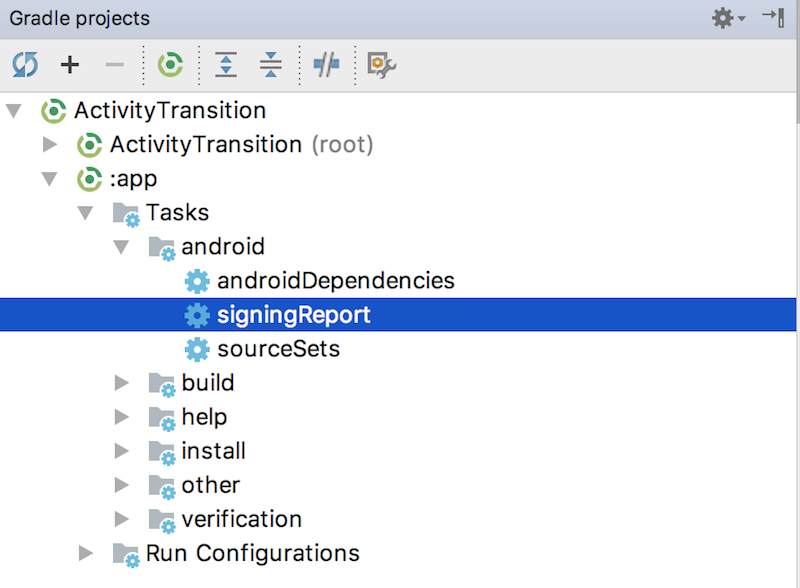 Gradle projects
ActivityTransition
ActivityTransition (root)
:app
Tasks
android
androidDependencies
signingReport
sourceSets
build
help
install
other
verification
Run Configurations